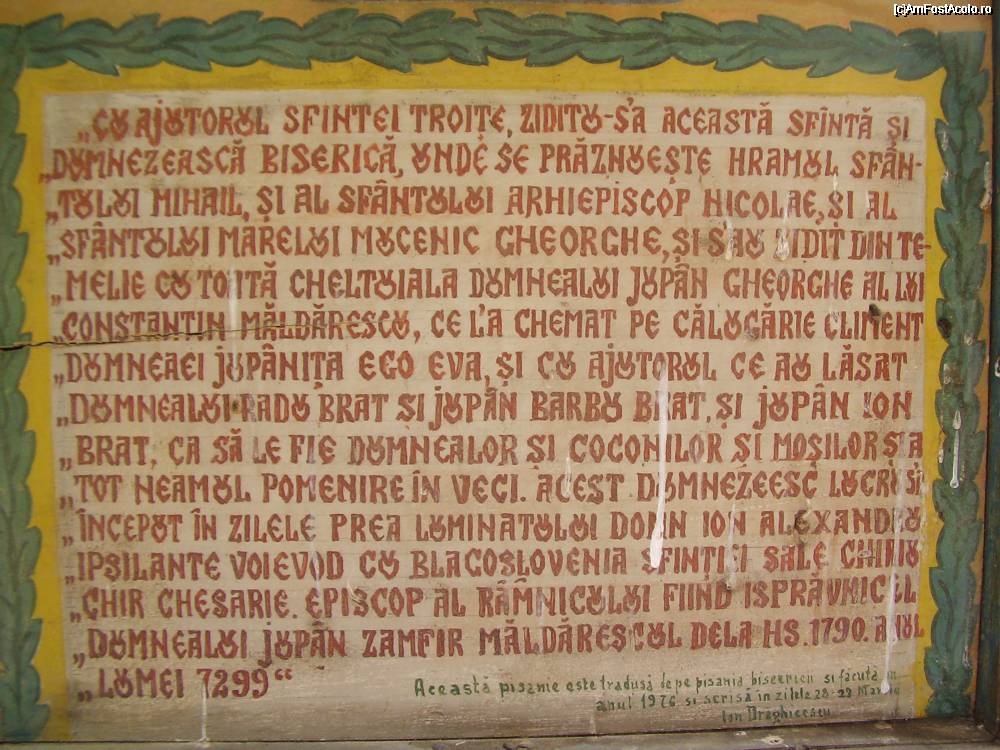 [c]AmFostAcolo.ro
„CU AJUTORUL SFINTEI TROIȚE, ZIDITU-S'A ACEASTĂ SFÎNTĂ ȘI
„DUMNEZEASCĂ BISERICĂ, UNDE SE PRĂZNUEȘTE HRAMUL SFÂN-
„TULUI MIHAIL, ȘI AL SFÂNTULUI ARHIEPISCOP NICOLAE, ȘI AL
„SFÂNTULUI MARELUI MUCENIC GHEORGHE, ȘI S'AU ZIDIT DIN TE-
„MELIE CU TOATĂ CHELTUIALA DUMNEALUI JUPÂN GHEORGHE AL LUI
„CONSTANTIN MĂLDĂRESCU, CE L'A CHEMAT PE CĂLUGĂRIE CLIMENT
„DUMNEAEI JUPÂNIȚA EGO EVA, ȘI CU AJUTORUL CE AU LĂSAT
„DUMNEALUI RADU BRAT ȘI JUPÂN BARBU BRAT, ȘI JUPÂN ION
„BRAT, CA SĂ LE FIE DUMNEALOR ȘI COCONILOR ȘI MOȘILOR ȘI A
„TOT NEAMUL POMENIRE ÎN VECI. ACEST DUMNEZEESC LUCRU S'A
„ÎNCEPUT ÎN ZILELE PREA LUMINATULUI DOMN ION ALEXANDRU
„IPSILANTE VOIEVOD CU BLAGOSLOVENIA SFINȚIEI SALE
„CHIR CHESARIE. EPISCOP AL RÂMNICULUI FIIND ISPRĂVNICEL
„DUMNEALUI JUPÂN ZAMFIR MĂLDĂRESCUL DELA HS. 1790. A
„LUMEI 7299“
Această pisanie este tradusă de pe pisania bisericii si făcută în
anul 1976 si scrisă în zilele 28-29 Martie
Ion Drăghicescu